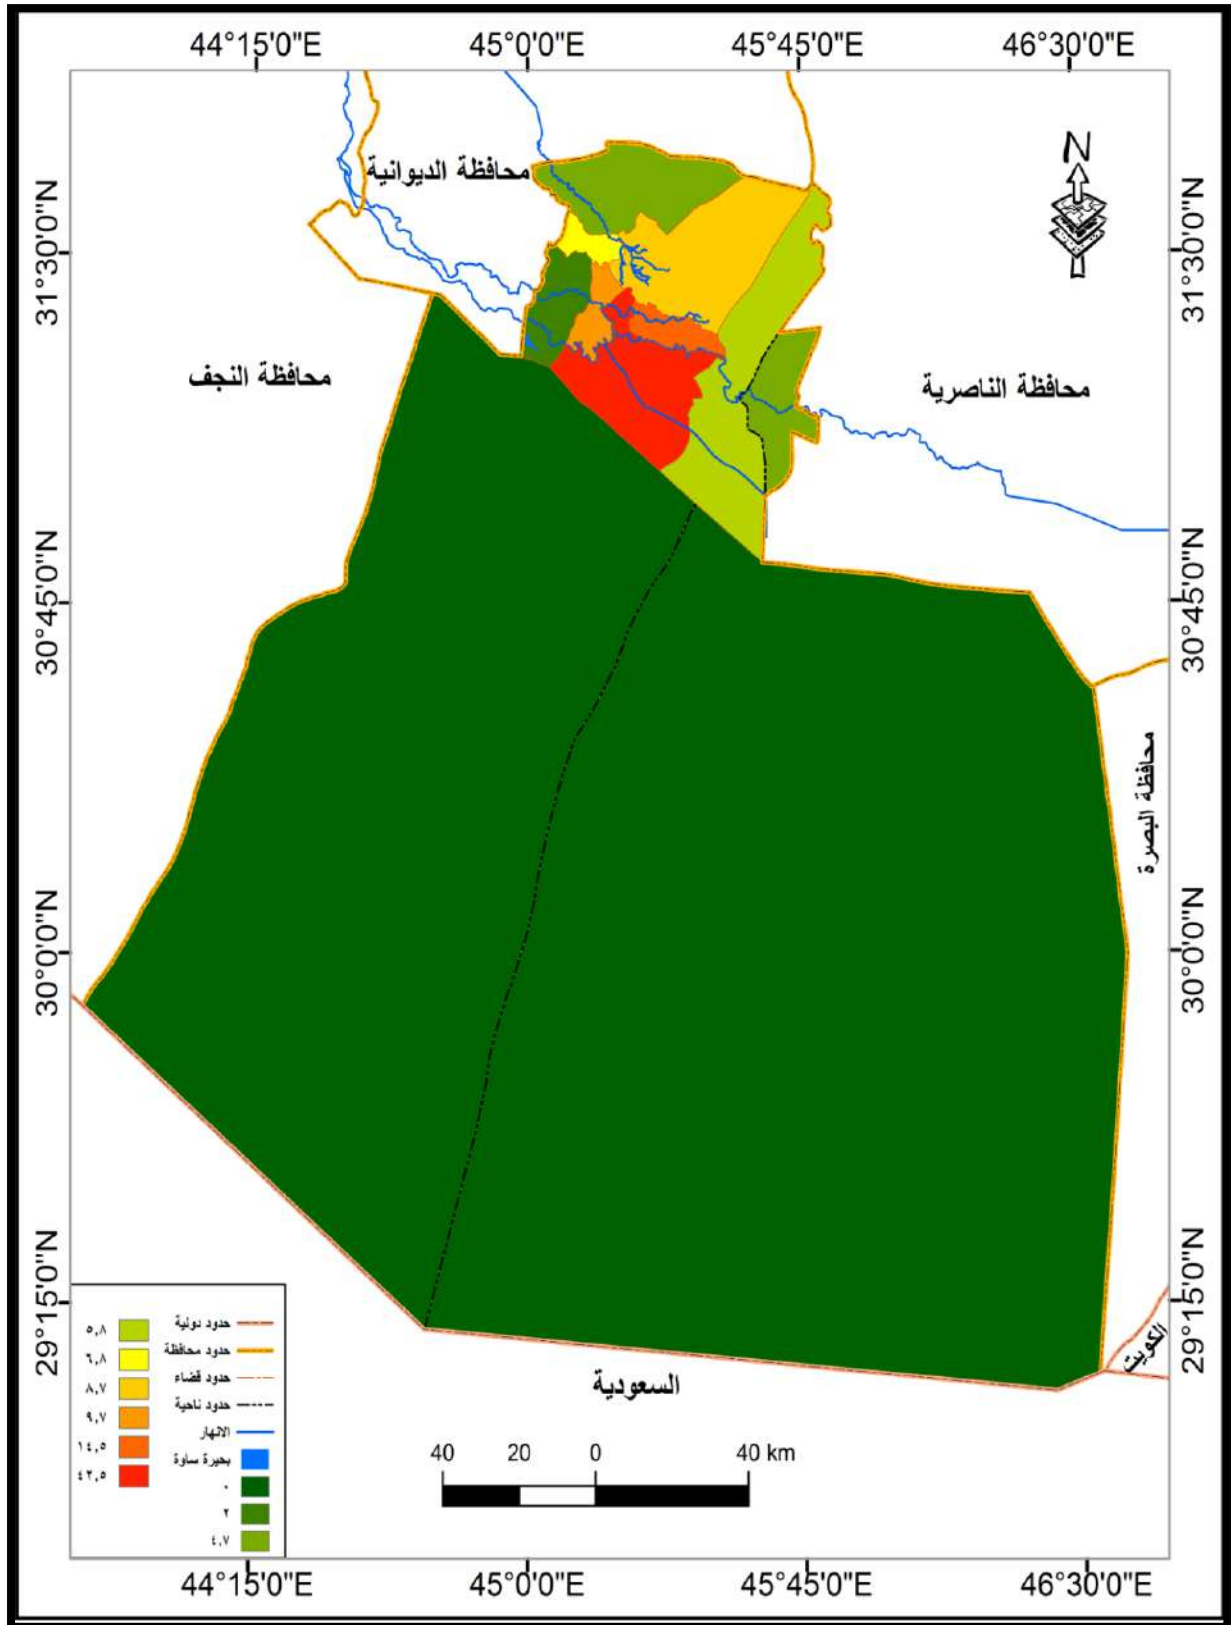 44°15'0"E 45°0'0"E 45°45'0"E 46°30'0"E
N
محافظة الديوانية
31°30'0"N
31°30'0"N
محافظة النجف
محافظة الناصرية
30°45'0"N
30°45'0"N
محافظة البصرة
30°0'0"N
30°0'0"N
29°15'0"N
29°15'0"N
الكويت
السعودية
حدود دولية
حدود محافظة
حدود قضاء
حدود ناحية
الانهار
بحيرة ساوة
٠
٢
٤,٧
٥,٨
٦,٨
٨,٧
٩,٧
١٤,٥
٤٢,٥
40 20 0 40 km
44°15'0"E 45°0'0"E 45°45'0"E 46°30'0"E